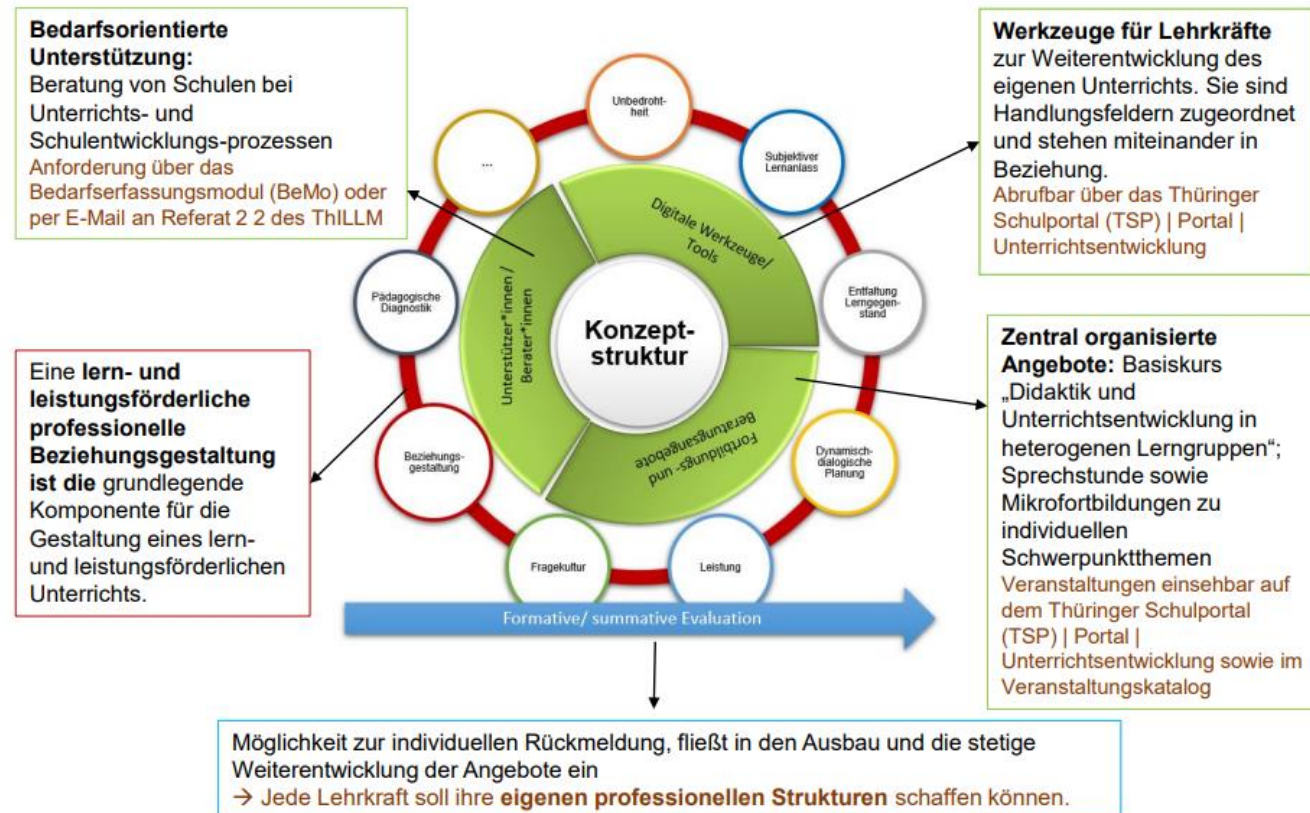 Bedarfsorientierte
Unterstützung:
Beratung von Schulen bei
Unterrichts- und
Schulentwicklungs-prozessen
Anforderung über das
Bedarfserfassungsmodul (BeMo) oder
per E-Mail an Referat 2 2 des ThILLM
Werkzeuge für Lehrkräfte
zur Weiterentwicklung des
eigenen Unterrichts. Sie sind
Handlungsfeldern zugeordnet
und stehen miteinander in
Beziehung.
Abrufbar über das Thüringer
Schulportal (TSP) | Portal |
Unterrichtsentwicklung
Unbedroht-
heit
Subjektiver
Lernanlass
Entfaltung
Lerngegen-
stand
Dynamisch-
dialogische
Planung
Leistung
Fragekultur
Beziehungs-
gestaltung
Pädagogische
Diagnostik
...
Digitale Werkzeuge/
Tools
Fortbildungs- und -
Beratungsangebote
Unterstützer*innen /
Berater*innen
Konzept-
struktur
Eine lern- und
leistungsförderliche
professionelle
Beziehungsgestaltung
ist die grundlegende
Komponente für die
Gestaltung eines lern-
und leistungsförderlichen
Unterrichts.
Zentral organisierte
Angebote: Basiskurs
„Didaktik und
Unterrichtsentwicklung in
heterogenen Lerngruppen“;
Sprechstunde sowie
Mikrofortbildungen zu
individuellen
Schwerpunktthemen
Veranstaltungen einsehbar auf
dem Thüringer Schulportal
(TSP) | Portal |
Unterrichtsentwicklung sowie im
Veranstaltungskatalog
Formative/ summative Evaluation
Möglichkeit zur individuellen Rückmeldung, fließt in den Ausbau und die stetige
Weiterentwicklung der Angebote ein
→ Jede Lehrkraft soll ihre eigenen professionellen Strukturen schaffen können.